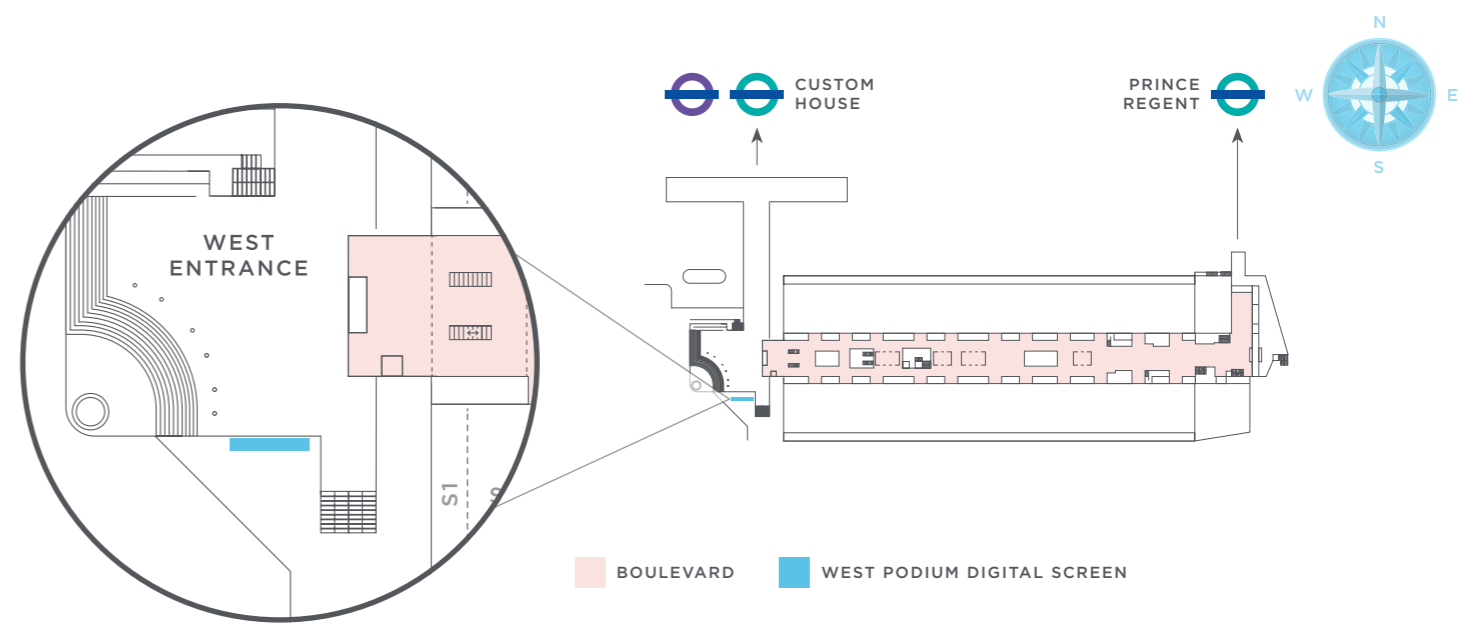 N
W
E
S
CUSTOM
HOUSE
PRINCE
REGENT
WEST
ENTRANCE
S1
BOULEVARD
WEST PODIUM DIGITAL SCREEN